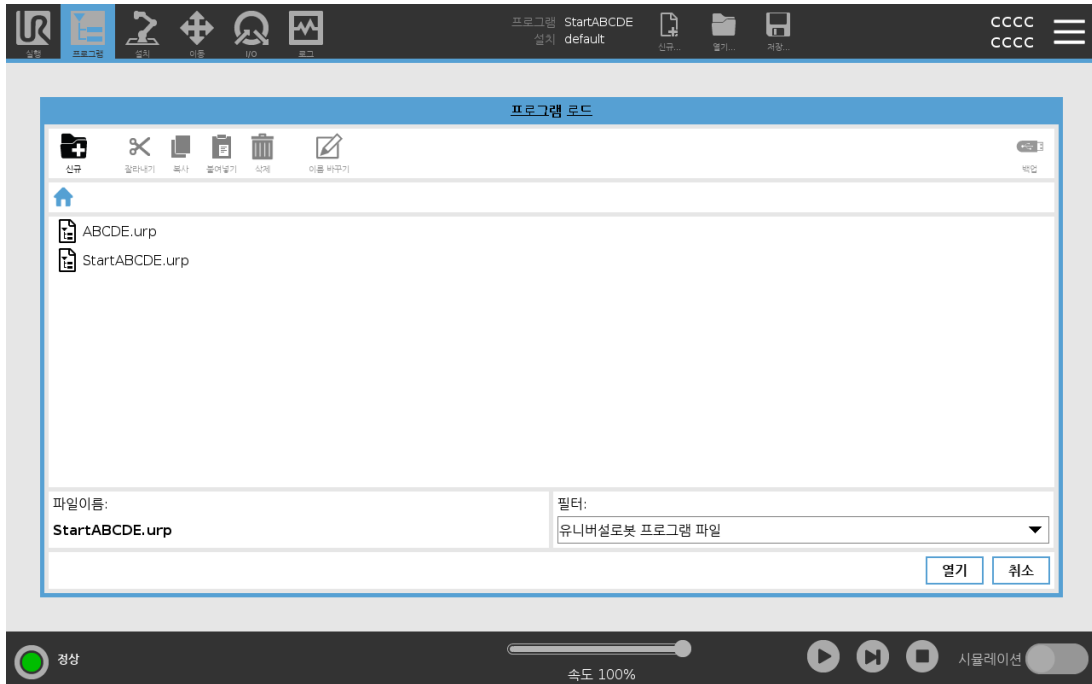 프로그램 StartABCDE
설치 default
CCCC
CCCC
실행 프로그램 설치 이동 I/O 로그 신규... 열기... 저장...
프로그램 로드
신규 잘라내기 복사 붙여넣기 삭제 이름 바꾸기 백업
ABCDE.urp
StartABCDE.urp
파일이름: 필터:
StartABCDE.urp 유니버설로봇 프로그램 파일
열기 취소
정상 속도 100% 시뮬레이션